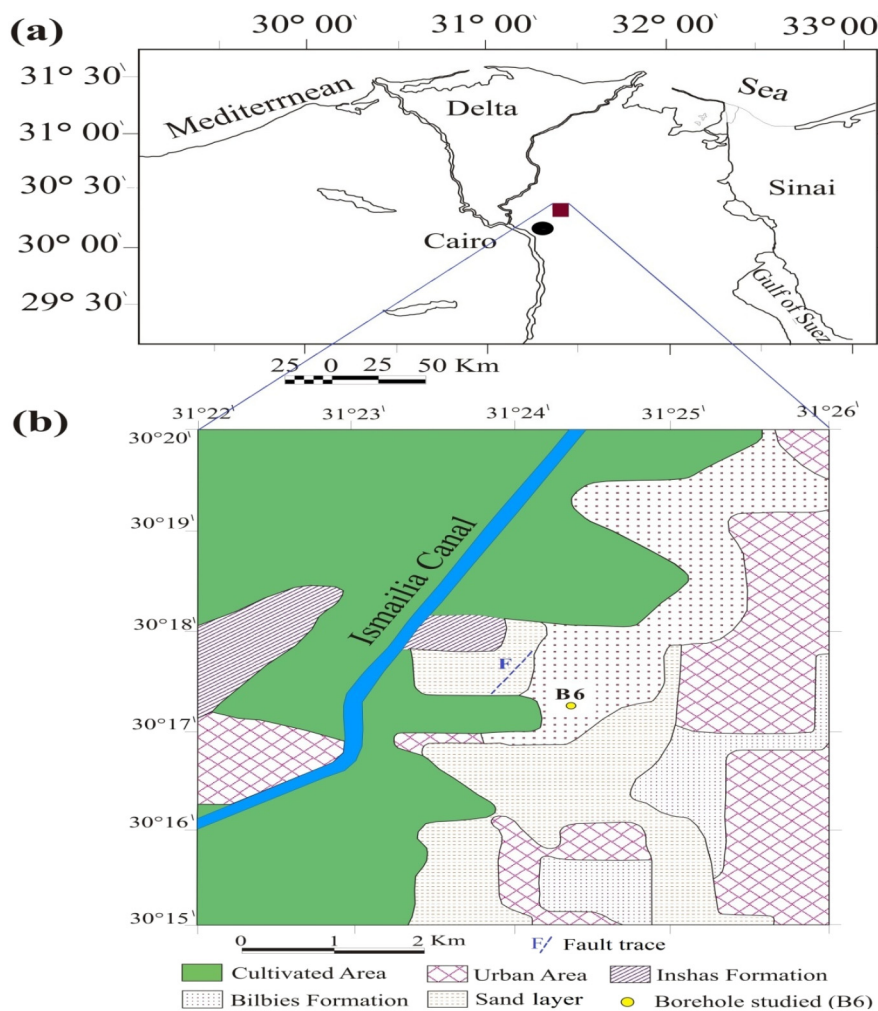 (a)
30° 00' 31° 00' 32° 00' 33° 00'
31° 30'
31° 00'
30° 30'
30° 00'
29° 30'
Mediterrnean
Delta
Sea
Sinai
Cairo
Gulf of Suez
25 0 25 50 Km
(b)
31°22' 31°23' 31°24' 31°25' 31°26'
30°20'
30°19'
30°18'
30°17'
30°16'
30°15'
Ismailia Canal
F
B6
0 1 2 Km
F Fault trace
Cultivated Area Urban Area Inshas Formation
Bilbies Formation Sand layer Borehole studied (B6)